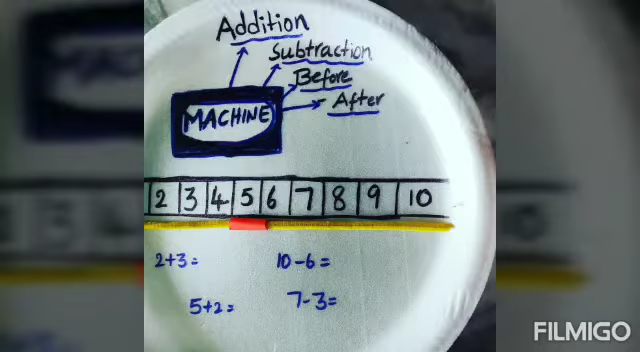 Addition
Subtraction
Before
After
MACHINE
2 3 4 5 6 7 8 9 10
2+3= 10-6=
5+2= 7-3=
FILMIGO